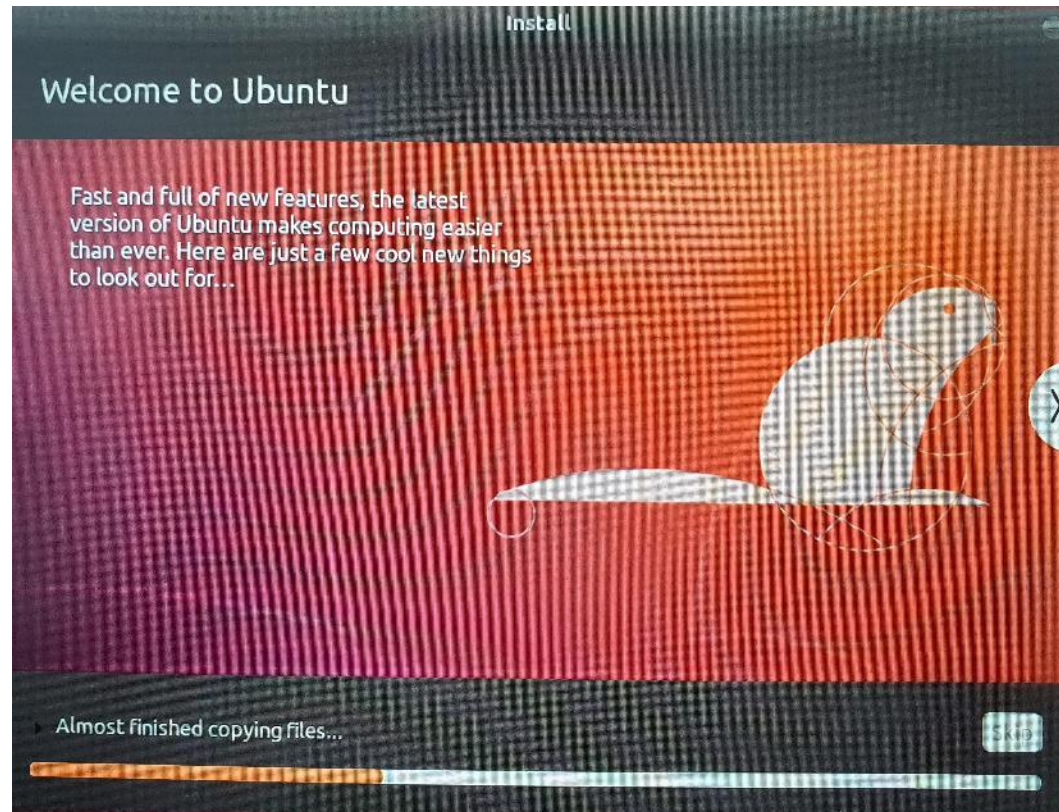 Install
Welcome to Ubuntu
Fast and full of new features, the latest
version of Ubuntu makes computing easier
than ever. Here are just a few cool new things
to look out for...
Almost finished copying files...
Skip